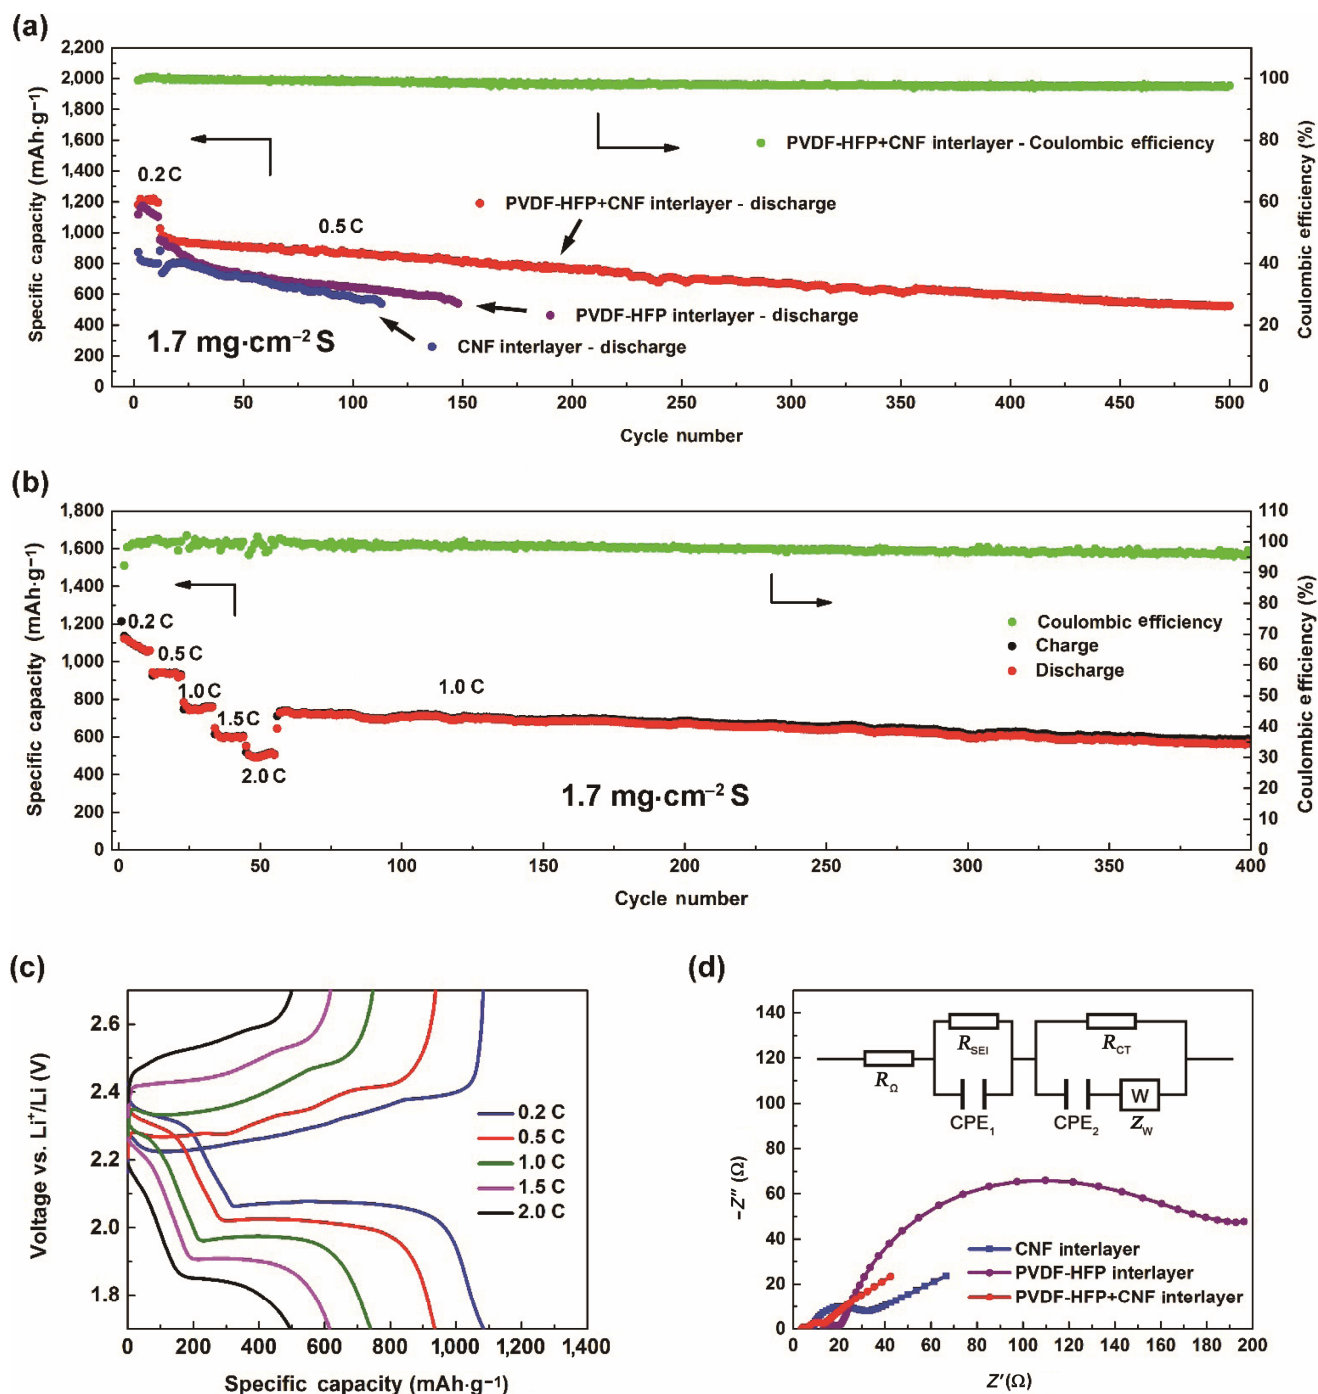 (a)
2,200
2,000
1,800
1,600
1,400
1,200
1,000
800
600
400
200
0
Specific capacity (mAh·g⁻¹)
100
80
60
40
20
0
Coulombic efficiency (%)
PVDF-HFP+CNF interlayer - Coulombic efficiency
0.2 C
PVDF-HFP+CNF interlayer - discharge
0.5 C
PVDF-HFP interlayer - discharge
1.7 mg·cm⁻² S
CNF interlayer - discharge
0 50 100 150 200 250 300 350 400 450 500
Cycle number
(b)
1,800
1,600
1,400
1,200
1,000
800
600
400
200
0
Specific capacity (mAh·g⁻¹)
110
100
90
80
70
60
50
40
30
20
10
0
Coulombic efficiency (%)
Coulombic efficiency
Charge
Discharge
0.2 C
0.5 C
1.0 C
1.5 C
2.0 C
1.0 C
1.7 mg·cm⁻² S
0 50 100 150 200 250 300 350 400
Cycle number
(c)
2.6
2.4
2.2
2.0
1.8
Voltage vs. Li⁺/Li (V)
0.2 C
0.5 C
1.0 C
1.5 C
2.0 C
0 200 400 600 800 1,000 1,200 1,400
Specific capacity (mAh·g⁻¹)
(d)
140
120
100
80
60
40
20
0
-Z″ (Ω)
R_Ω
R_SEI
CPE₁
R_CT
CPE₂
W
Z_W
CNF interlayer
PVDF-HFP interlayer
PVDF-HFP+CNF interlayer
0 20 40 60 80 100 120 140 160 180 200
Z′(Ω)